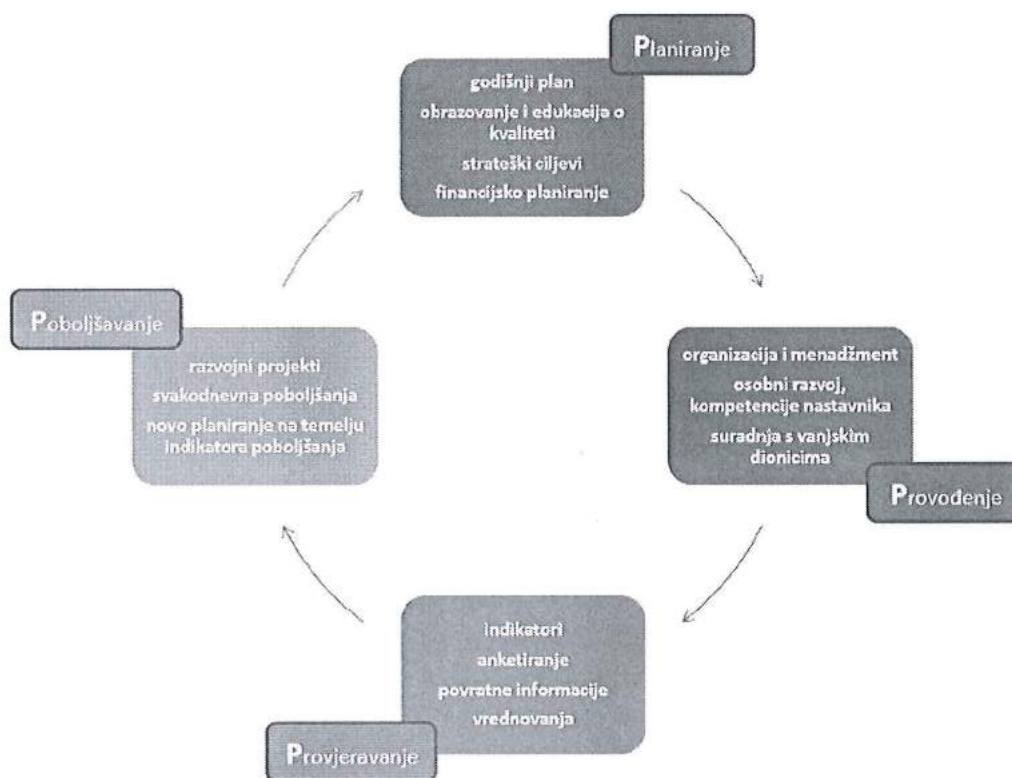 Planiranje
godišnji plan
obrazovanje i edukacija o
kvaliteti
strateški ciljevi
financijsko planiranje
Provođenje
organizacija i menadžment
osobni razvoj,
kompetencije nastavnika
suradnja s vanjskim
dionicima
Provjeravanje
indikatori
anketiranje
povratne informacije
vrednovanja
Poboljšavanje
razvojni projekti
svakodnevna poboljšanja
novo planiranje na temelju
indikatora poboljšanja